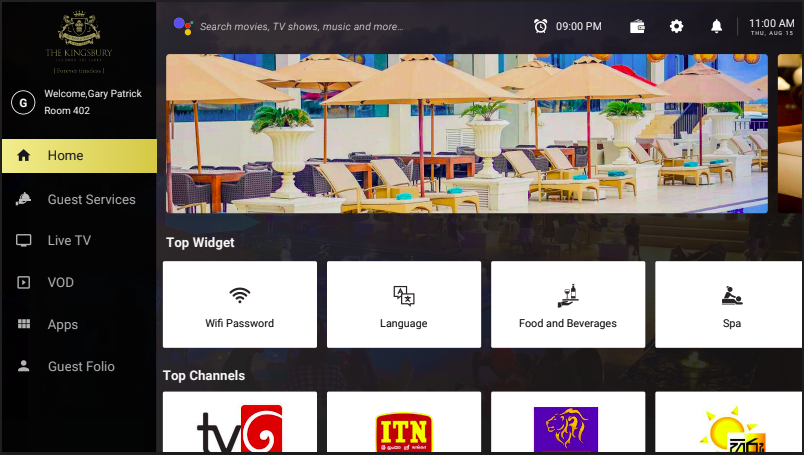 THE KINGSBURY
[ Forever timeless ]
Search movies, TV shows, music and more...
09:00 PM
11:00 AM
THU, AUG 15
Welcome,Gary Patrick
Room 402
G
Home
Guest Services
Live TV
VOD
Apps
Guest Folio
Top Widget
Wifi Password
Language
Food and Beverages
Spa
Top Channels
tv
ITN